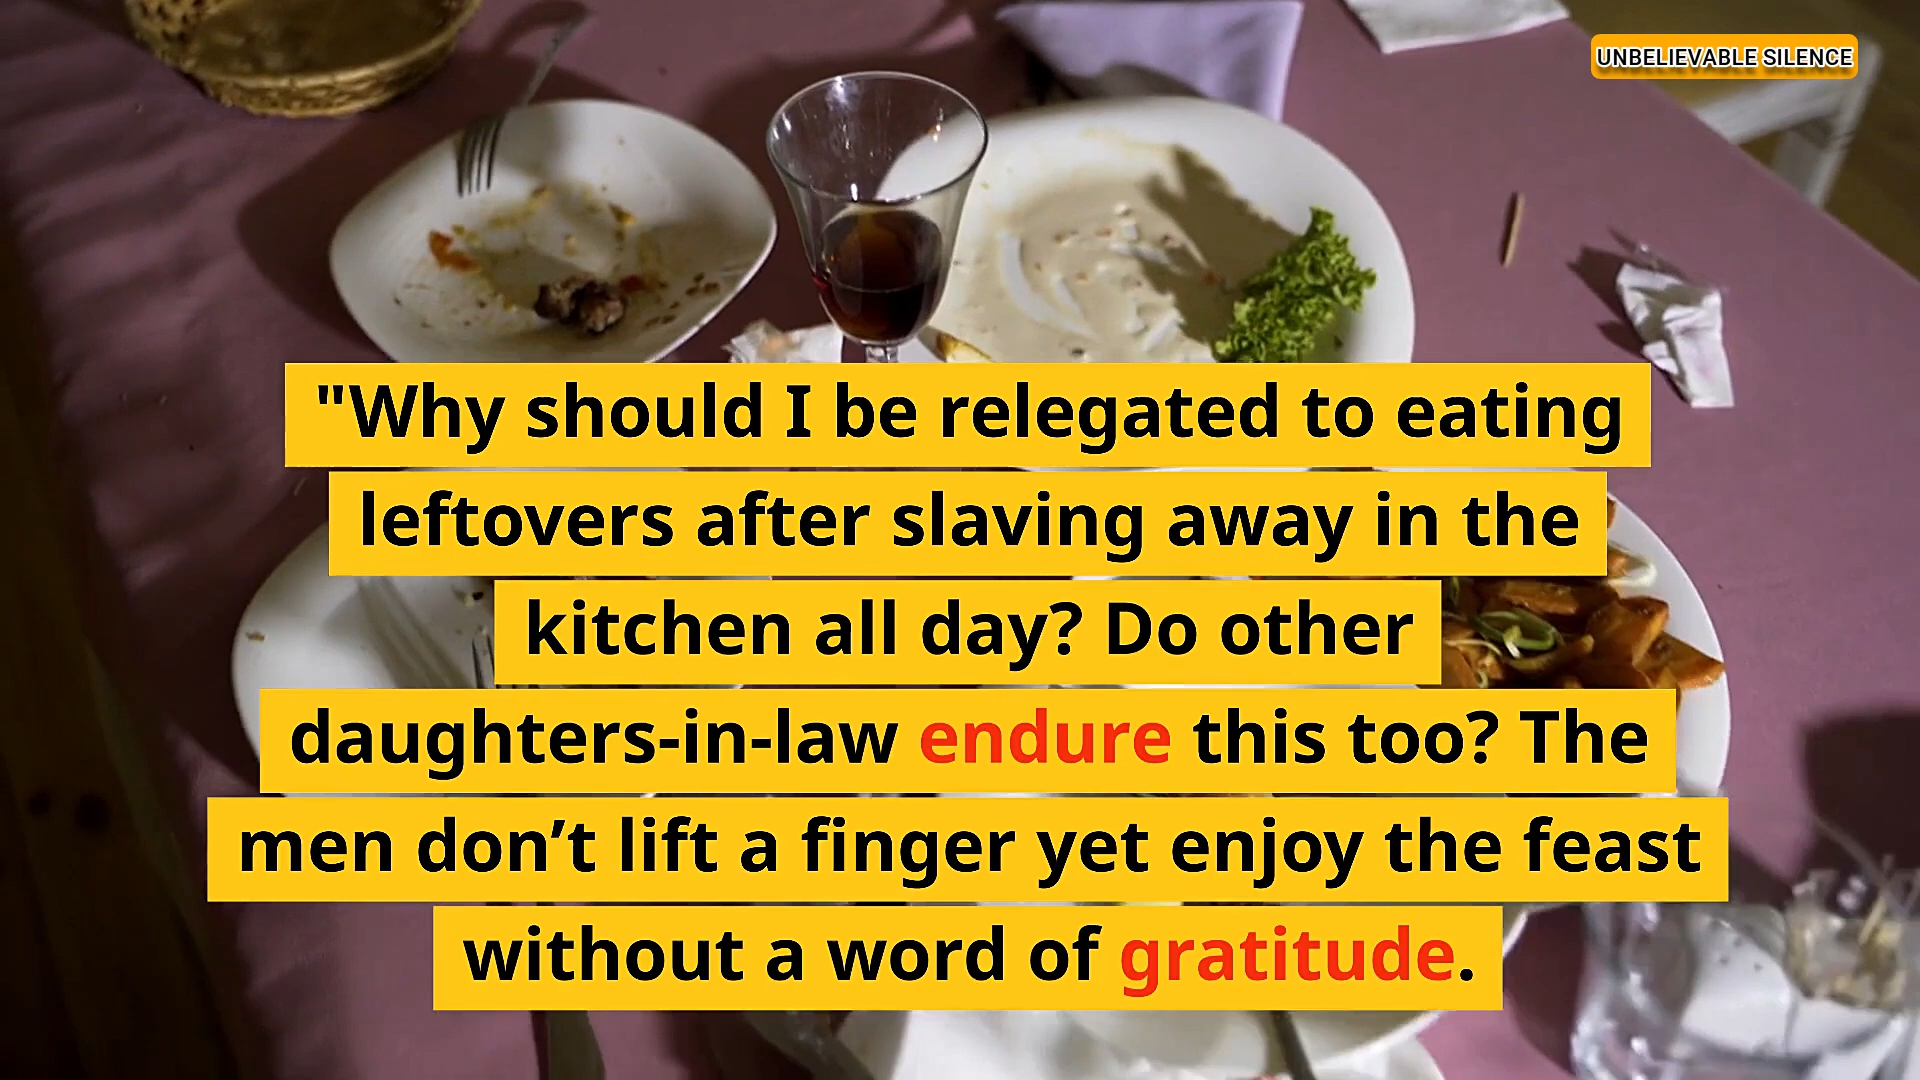 UNBELIEVABLE SILENCE
"Why should I be relegated to eating
leftovers after slaving away in the
kitchen all day? Do other
daughters-in-law endure this too? The
men don’t lift a finger yet enjoy the feast
without a word of gratitude.